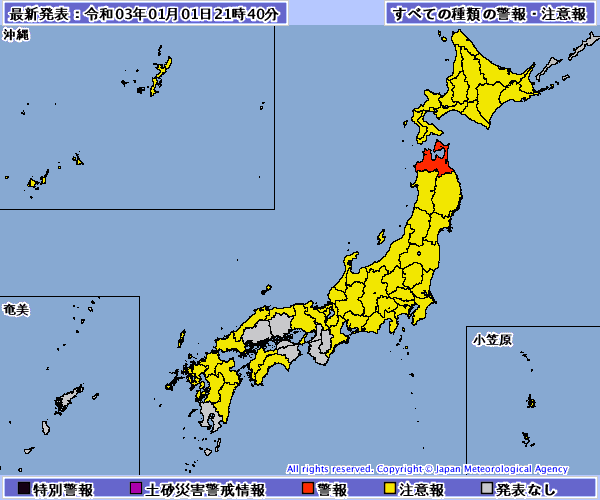 最新発表：令和03年01月01日21時40分
すべての種類の警報・注意報
沖縄
奄美
小笠原
All rights reserved. Copyright © Japan Meteorological Agency
特別警報
土砂災害警戒情報
警報
注意報
発表なし